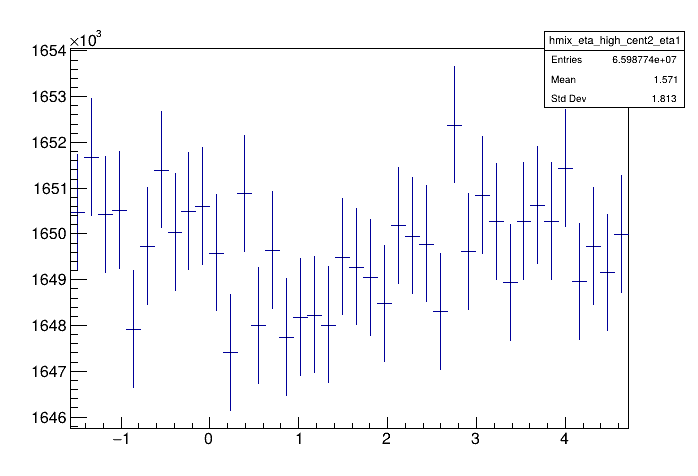 ×10³
hmix_eta_high_cent2_eta1
Entries 6.598774e+07
Mean 1.571
Std Dev 1.813
1654
1653
1652
1651
1650
1649
1648
1647
1646
−1 0 1 2 3 4